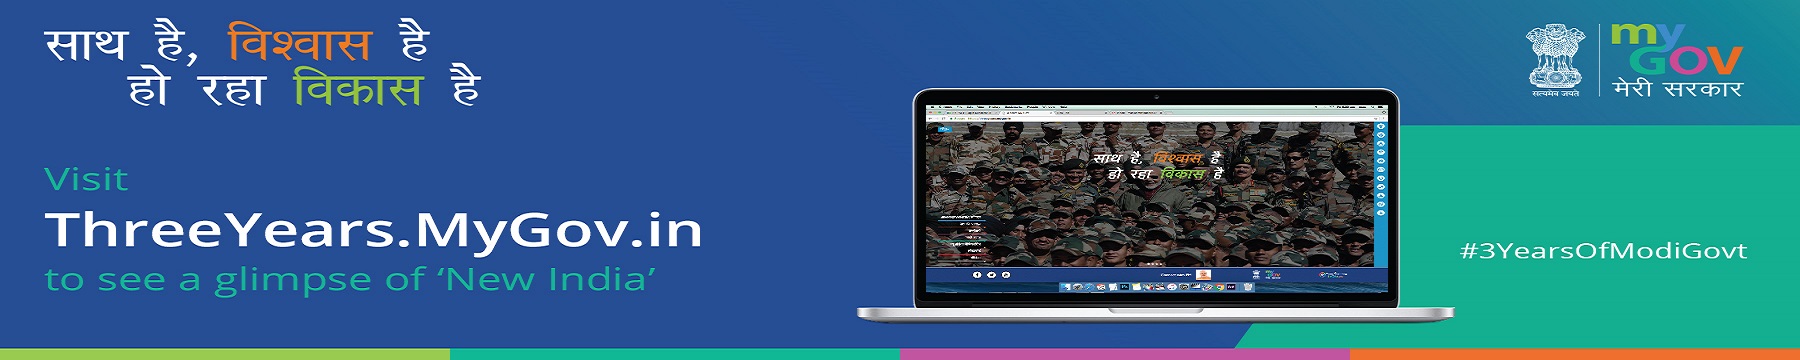 साथ है, विश्वास है
हो रहा विकास है
Visit
ThreeYears.MyGov.in
to see a glimpse of ‘New India’
साथ है, विश्वास है
हो रहा विकास है
सत्यमेव जयते
my
GOV
मेरी सरकार
#3YearsOfModiGovt